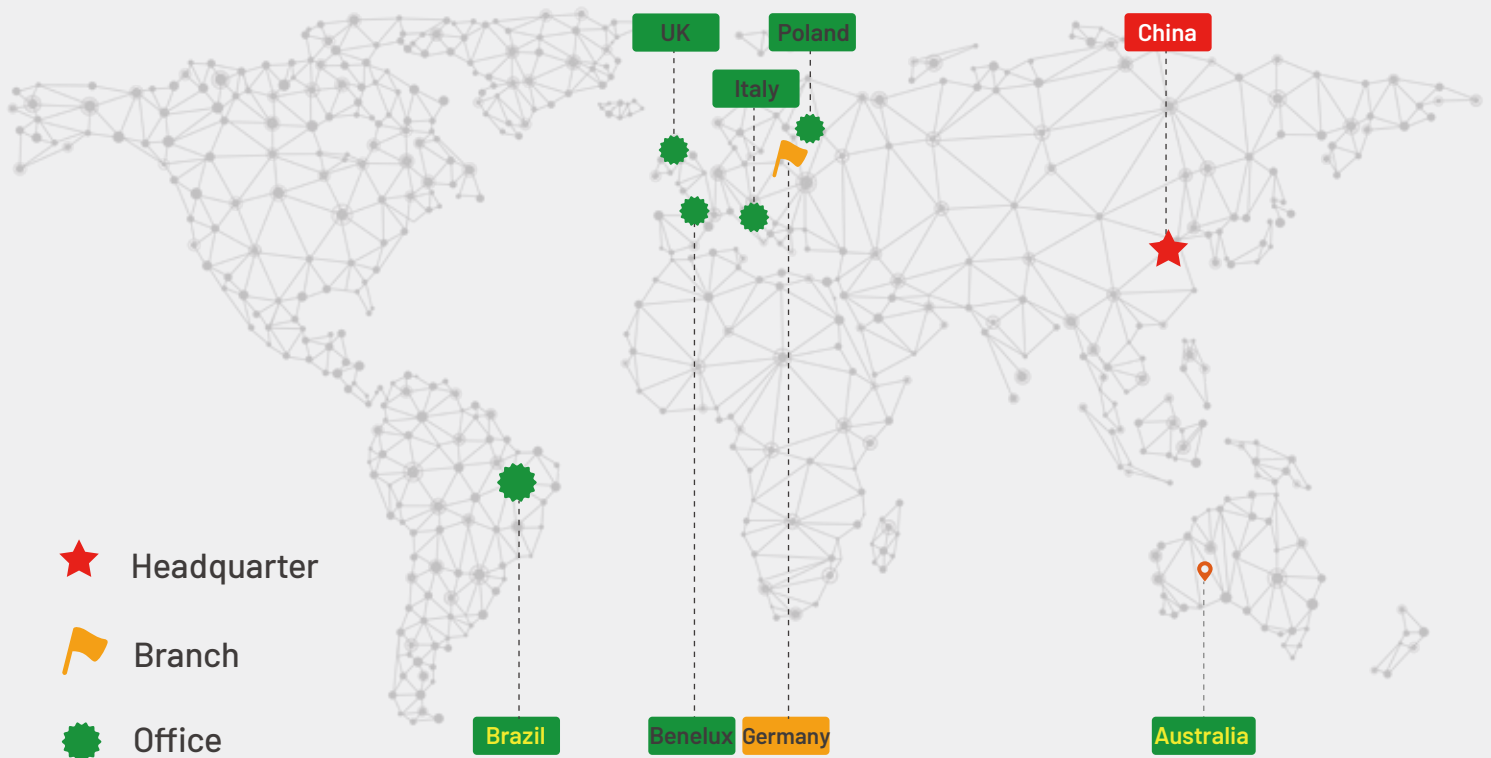 UK
Poland
China
Italy
Headquarter
Branch
Office
Brazil
Benelux
Germany
Australia